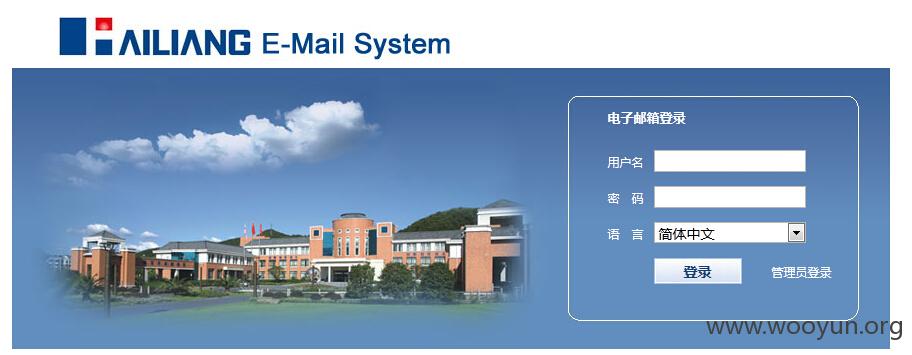 HAILIANG E-Mail System
电子邮箱登录
用户名
密 码
语 言 简体中文
登录 管理员登录
www.wooyun.org